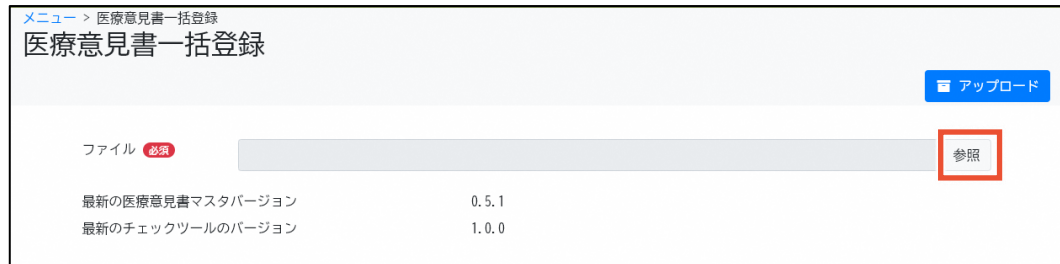 メニュー > 医療意見書一括登録
医療意見書一括登録
アップロード
ファイル 必須 参照
最新の医療意見書マスタバージョン 0.5.1
最新のチェックツールのバージョン 1.0.0